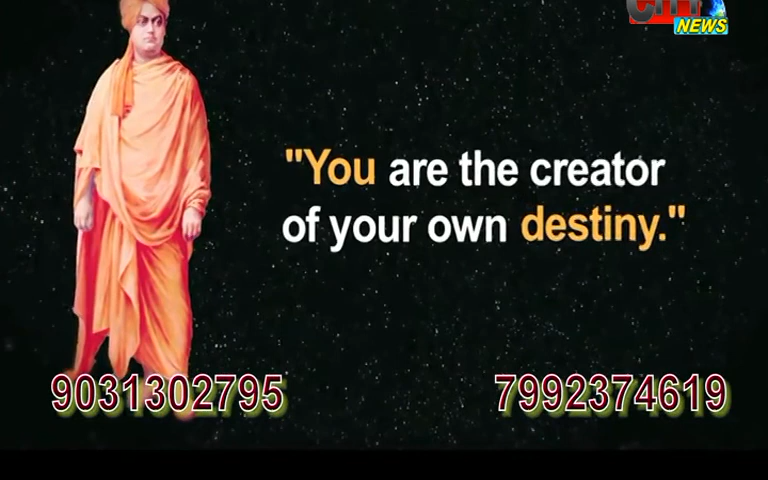 NEWS
"You are the creator
of your own destiny."
9031302795
7992374619